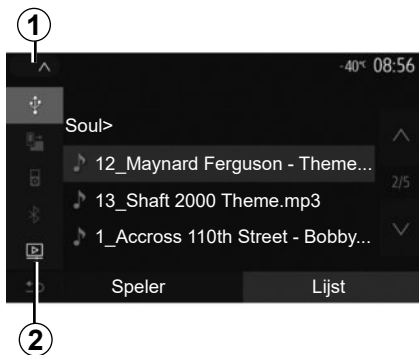 1
-40°C 08:56
Soul>
12_Maynard Ferguson - Theme...
2/5
13_Shaft 2000 Theme.mp3
1_Accross 110th Street - Bobby...
Speler Lijst
2